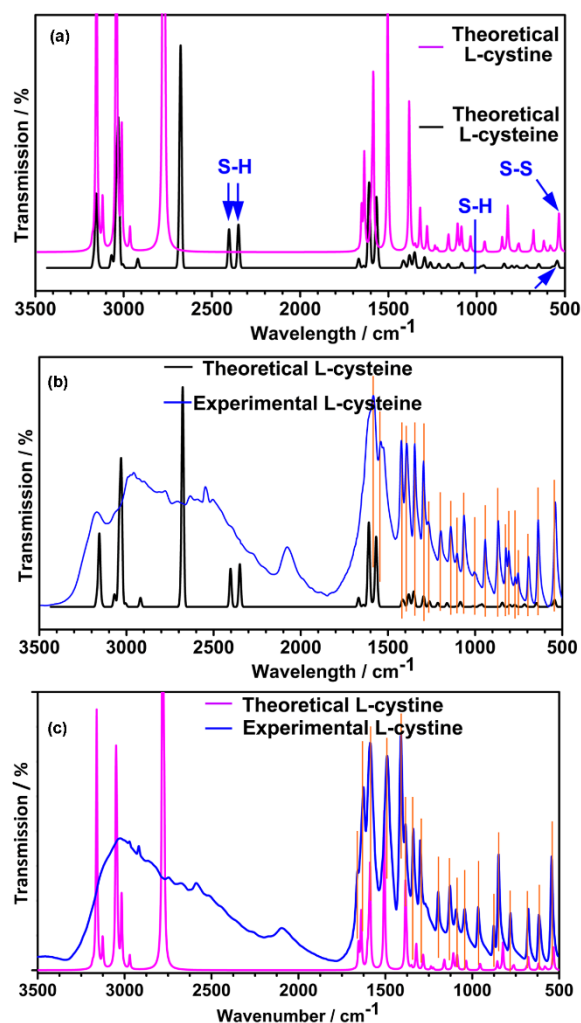 (a)
Theoretical
L-cystine
Theoretical
L-cysteine
S-H
S-S
S-H
Transmission / %
3500 3000 2500 2000 1500 1000 500
Wavelength / cm-1
(b)
Theoretical L-cysteine
Experimental L-cysteine
Transmission / %
3500 3000 2500 2000 1500 1000 500
Wavelength / cm-1
(c)
Theoretical L-cystine
Experimental L-cystine
Transmission / %
3500 3000 2500 2000 1500 1000 500
Wavenumber / cm-1